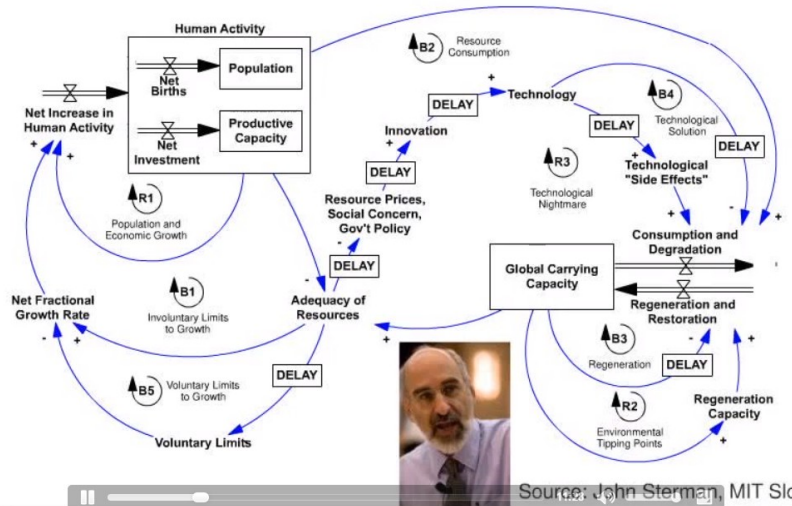 Human Activity
Population
Net
Births
Productive
Capacity
Net
Investment
Net Increase in
Human Activity
+
+
R1
Population and
Economic Growth
B1
Involuntary Limits
to Growth
Net Fractional
Growth Rate
-
+
B5
Voluntary Limits
to Growth
Voluntary Limits
DELAY
Adequacy of
Resources
-
-
DELAY
Resource Prices,
Social Concern,
Gov't Policy
DELAY
+
Innovation
DELAY
+
Technology
B2
Resource
Consumption
B4
Technological
Solution
DELAY
DELAY
+
Technological
"Side Effects"
R3
Technological
Nightmare
+
-
+
Consumption and
Degradation
Global Carrying
Capacity
Regeneration and
Restoration
+
B3
Regeneration
-
+
DELAY
R2
Environmental
Tipping Points
Regeneration
Capacity
+
Source: John Sterman, MIT Slo